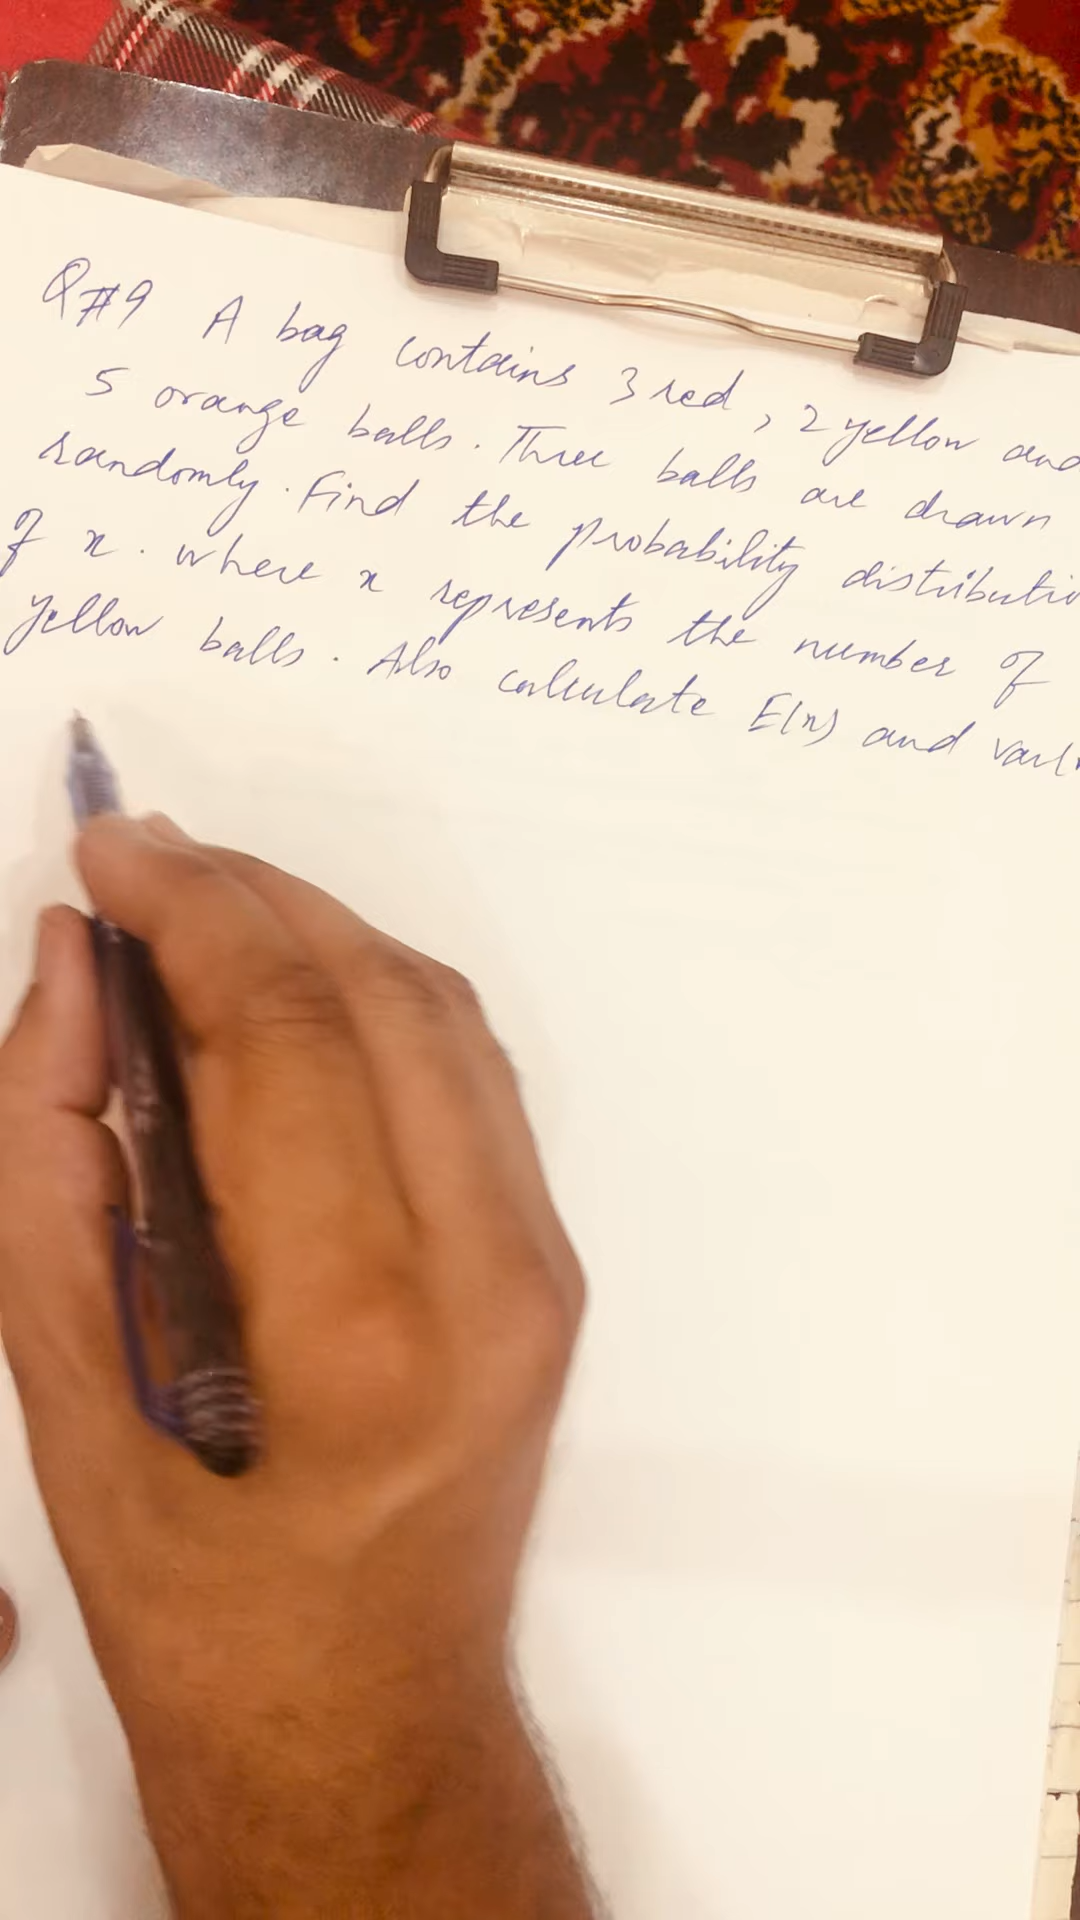 Q#9 A bag contains 3 red, 2 yellow and
5 orange balls. Three balls are drawn
randomly. Find the probability distributio
of x. where x represents the number of
yellow balls. Also calculate E(x) and var(x